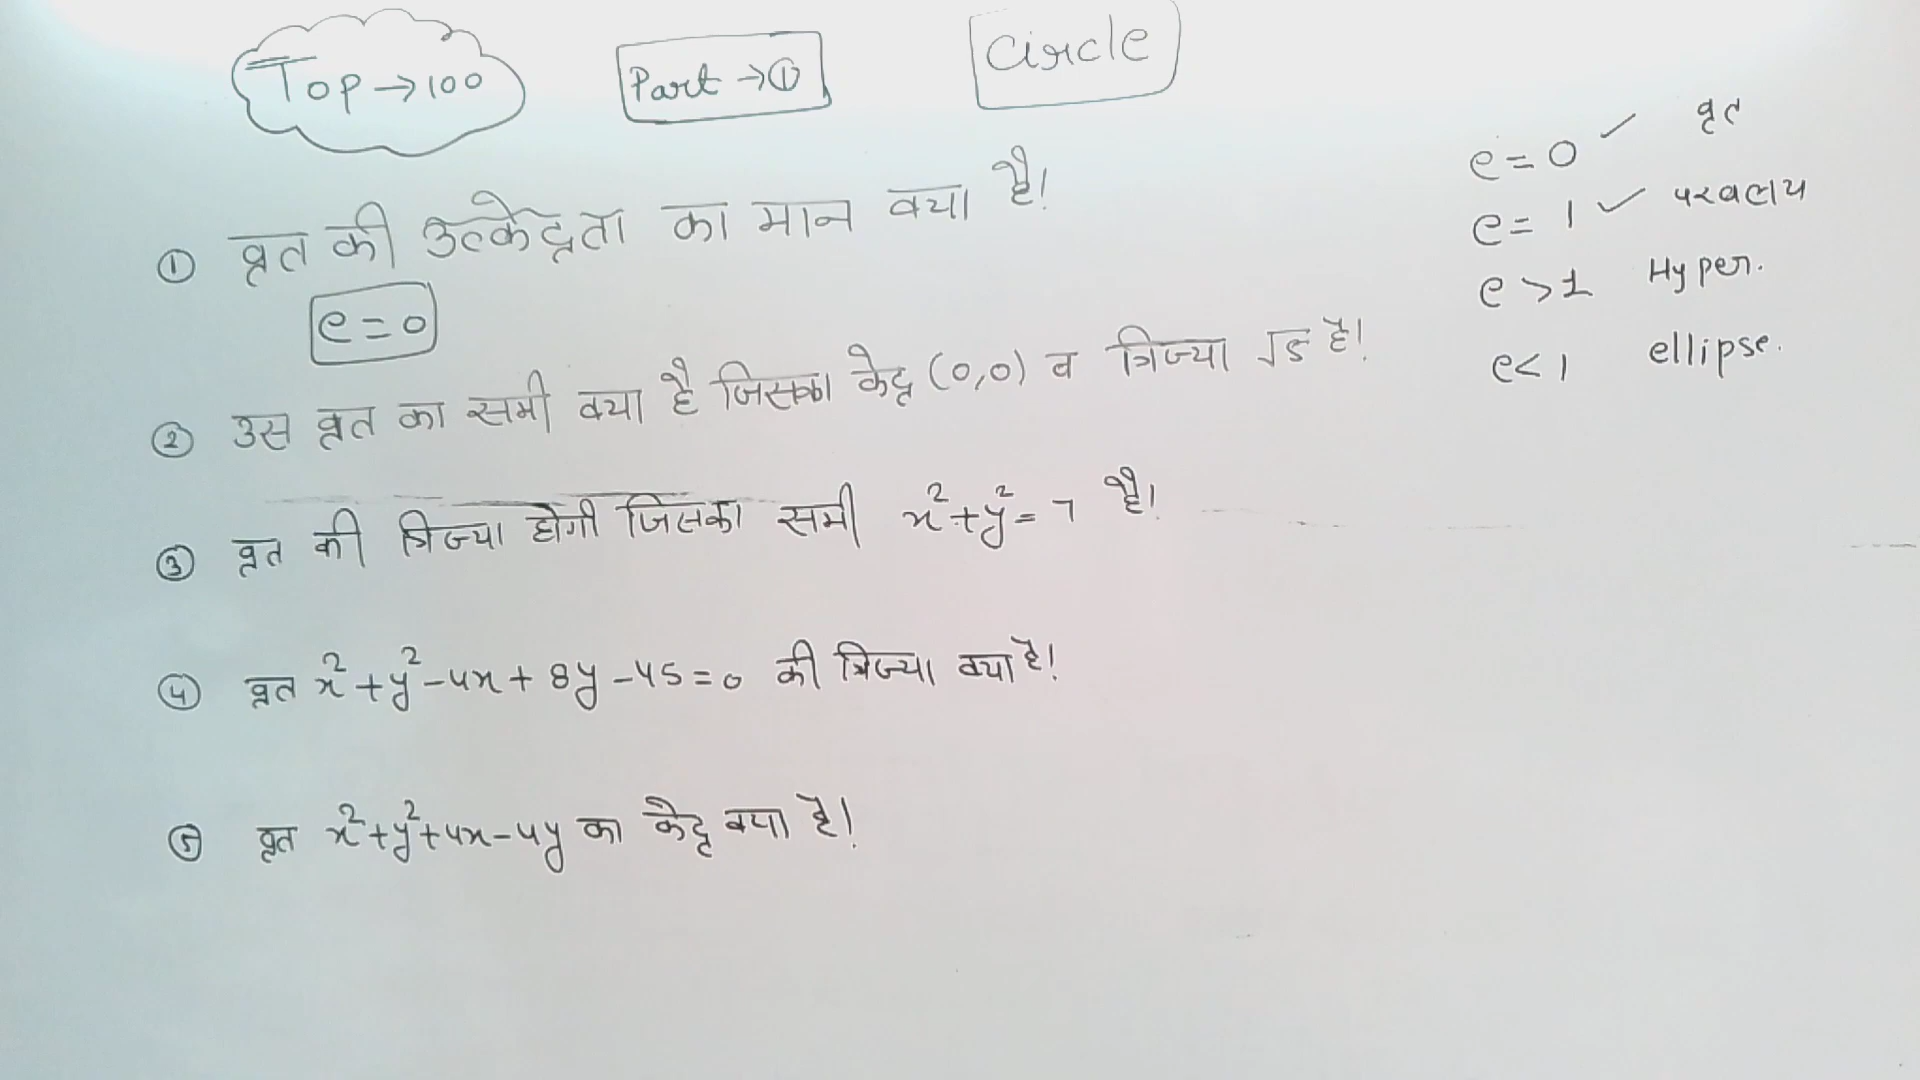 Top → 100
Part → ①
Circle
① वृत की उत्केद्रता का मान क्या है।
e = 0
② उस वृत का समी क्या है जिसका केद्र (0,0) व त्रिज्या √5 है।
③ वृत की त्रिज्या होगी जिसका समी x²+y² = 7 है।
④ वृत x²+y²-4x+8y-45=0 की त्रिज्या क्या है।
⑤ वृत x²+y²+4x-4y का केद्र क्या है।
e = 0 ✓ वृत
e = 1 ✓ परवलय
e > 1 Hyper.
e < 1 ellipse.